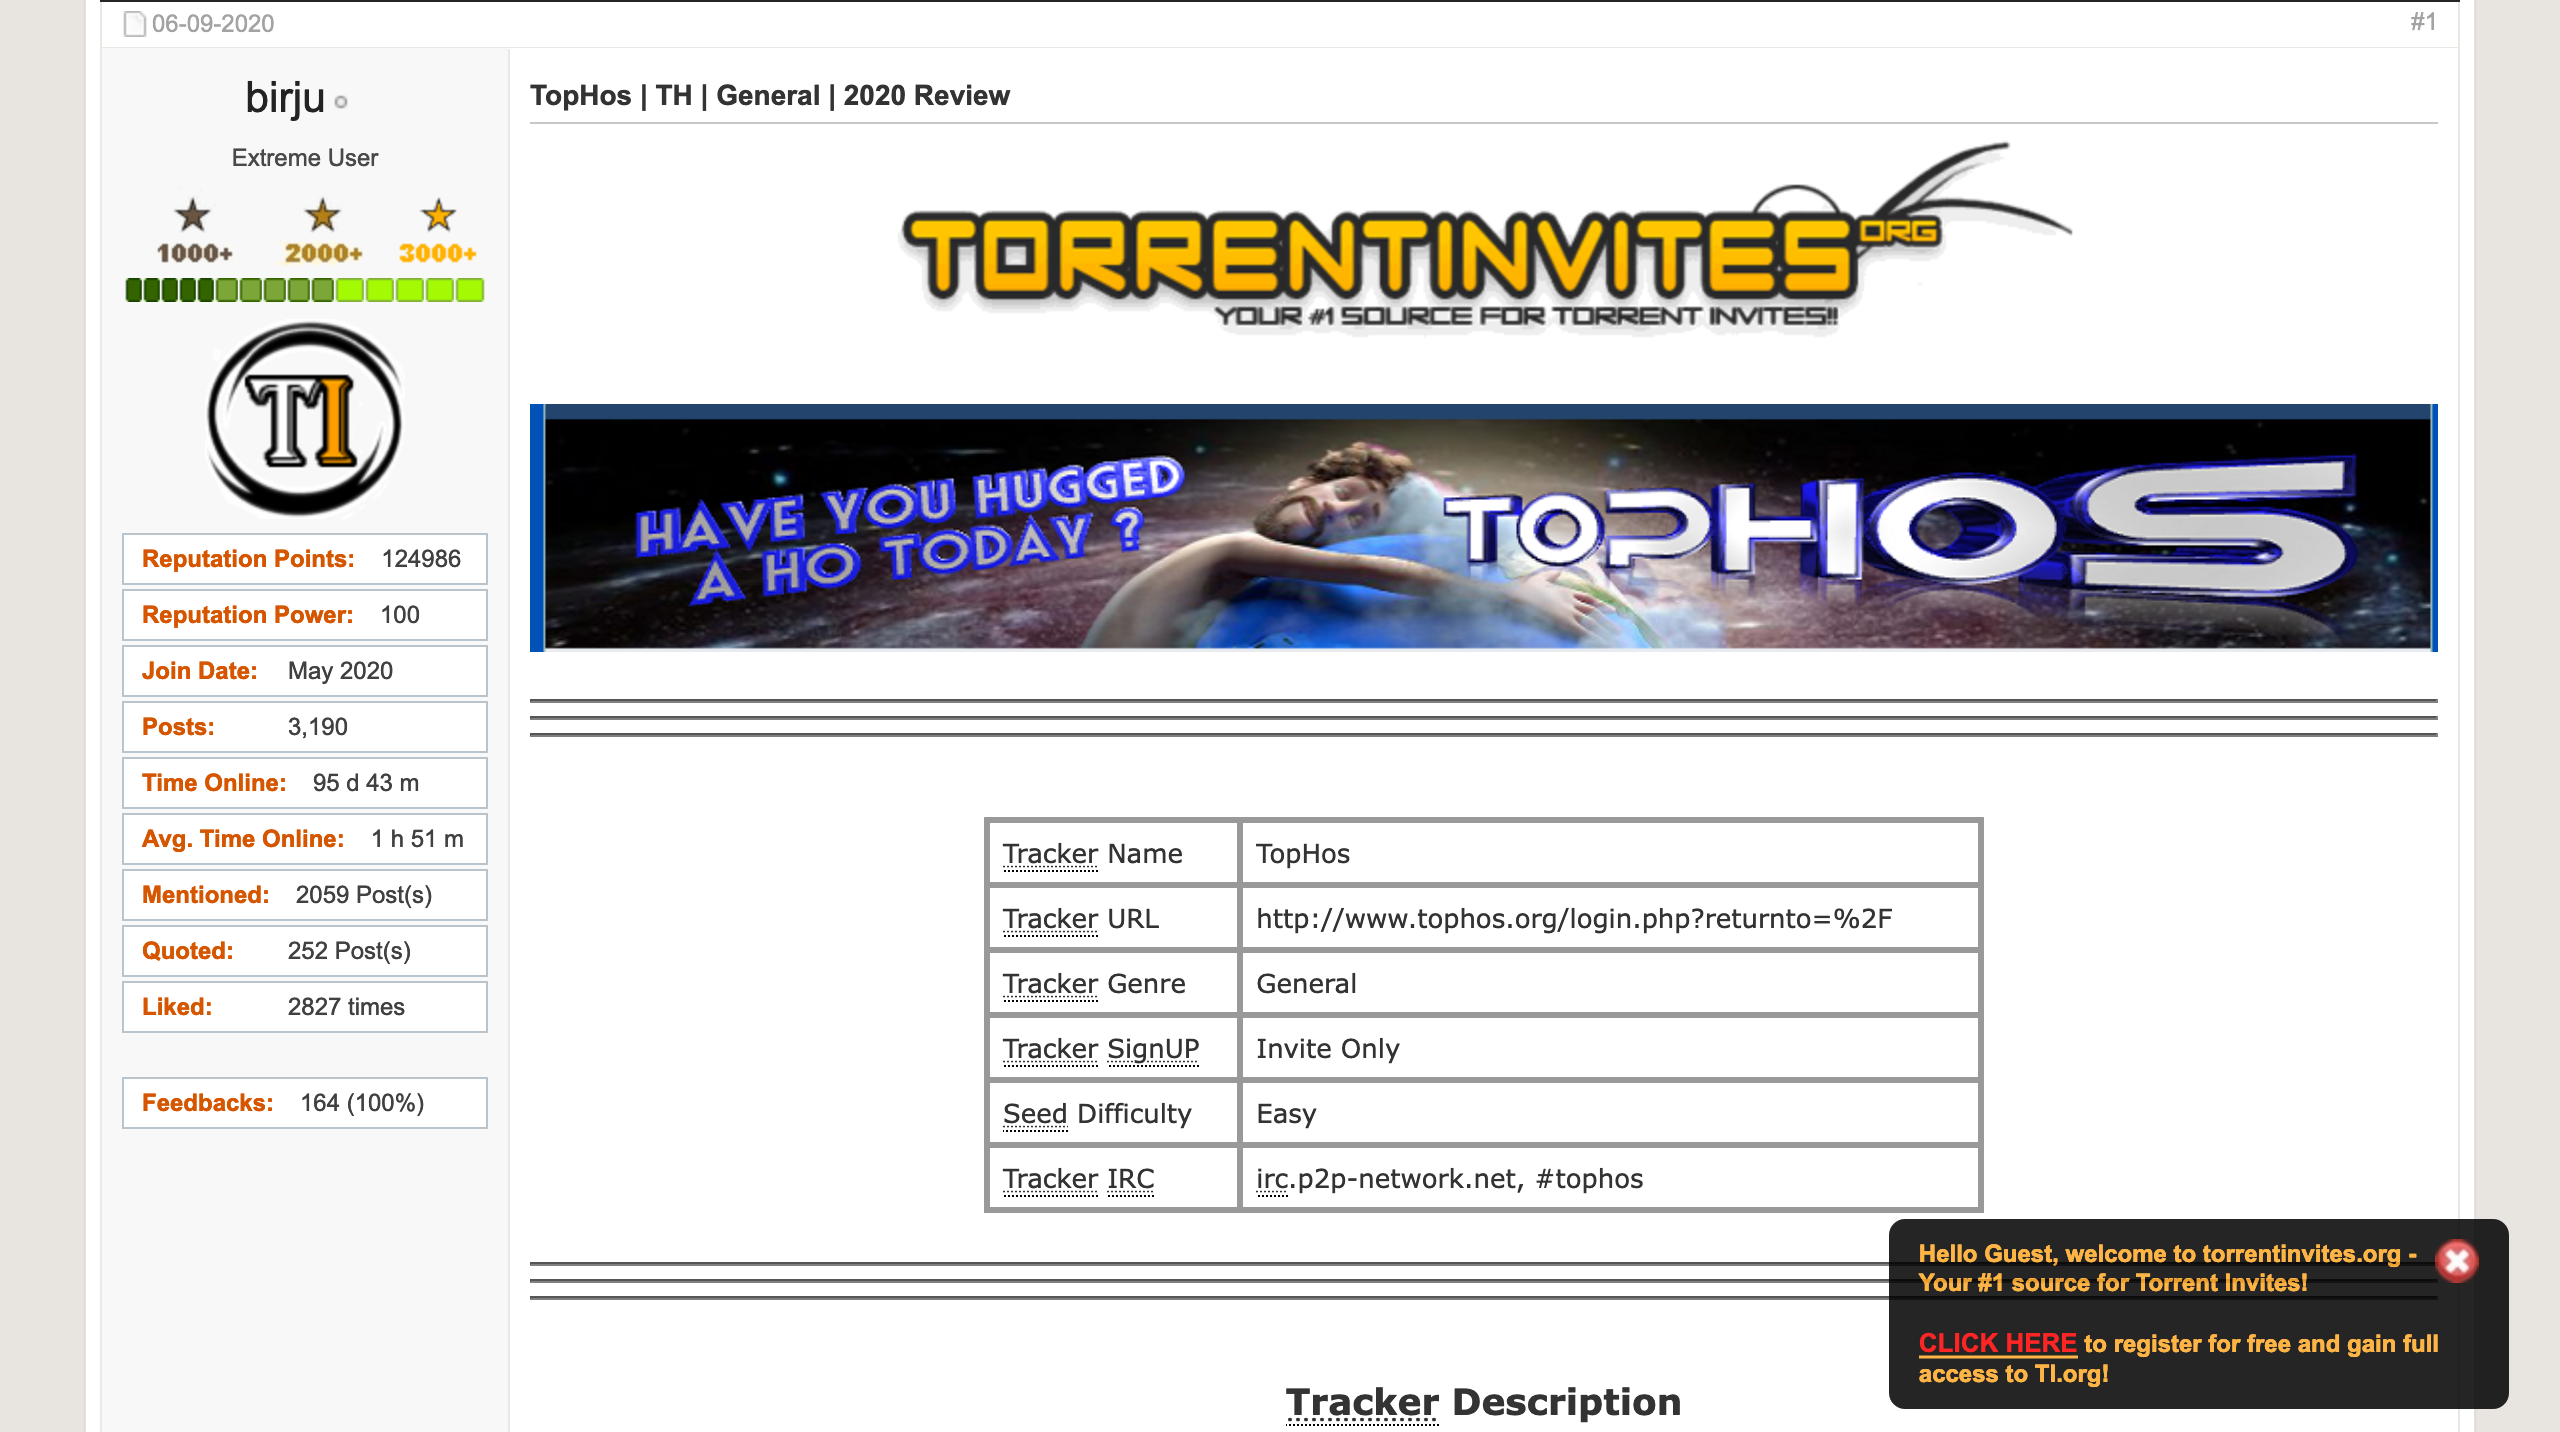 06-09-2020
#1
birju
Extreme User
1000+ 2000+ 3000+
TI
Reputation Points: 124986
Reputation Power: 100
Join Date: May 2020
Posts: 3,190
Time Online: 95 d 43 m
Avg. Time Online: 1 h 51 m
Mentioned: 2059 Post(s)
Quoted: 252 Post(s)
Liked: 2827 times
Feedbacks: 164 (100%)
TopHos | TH | General | 2020 Review
TORRENTINVITES.ORG
YOUR #1 SOURCE FOR TORRENT INVITES!!
HAVE YOU HUGGED
A HO TODAY ?
TOPHOS
Tracker Name TopHos
Tracker URL http://www.tophos.org/login.php?returnto=%2F
Tracker Genre General
Tracker SignUP Invite Only
Seed Difficulty Easy
Tracker IRC irc.p2p-network.net, #tophos
Tracker Description
Hello Guest, welcome to torrentinvites.org -
Your #1 source for Torrent Invites!
CLICK HERE to register for free and gain full
access to TI.org!